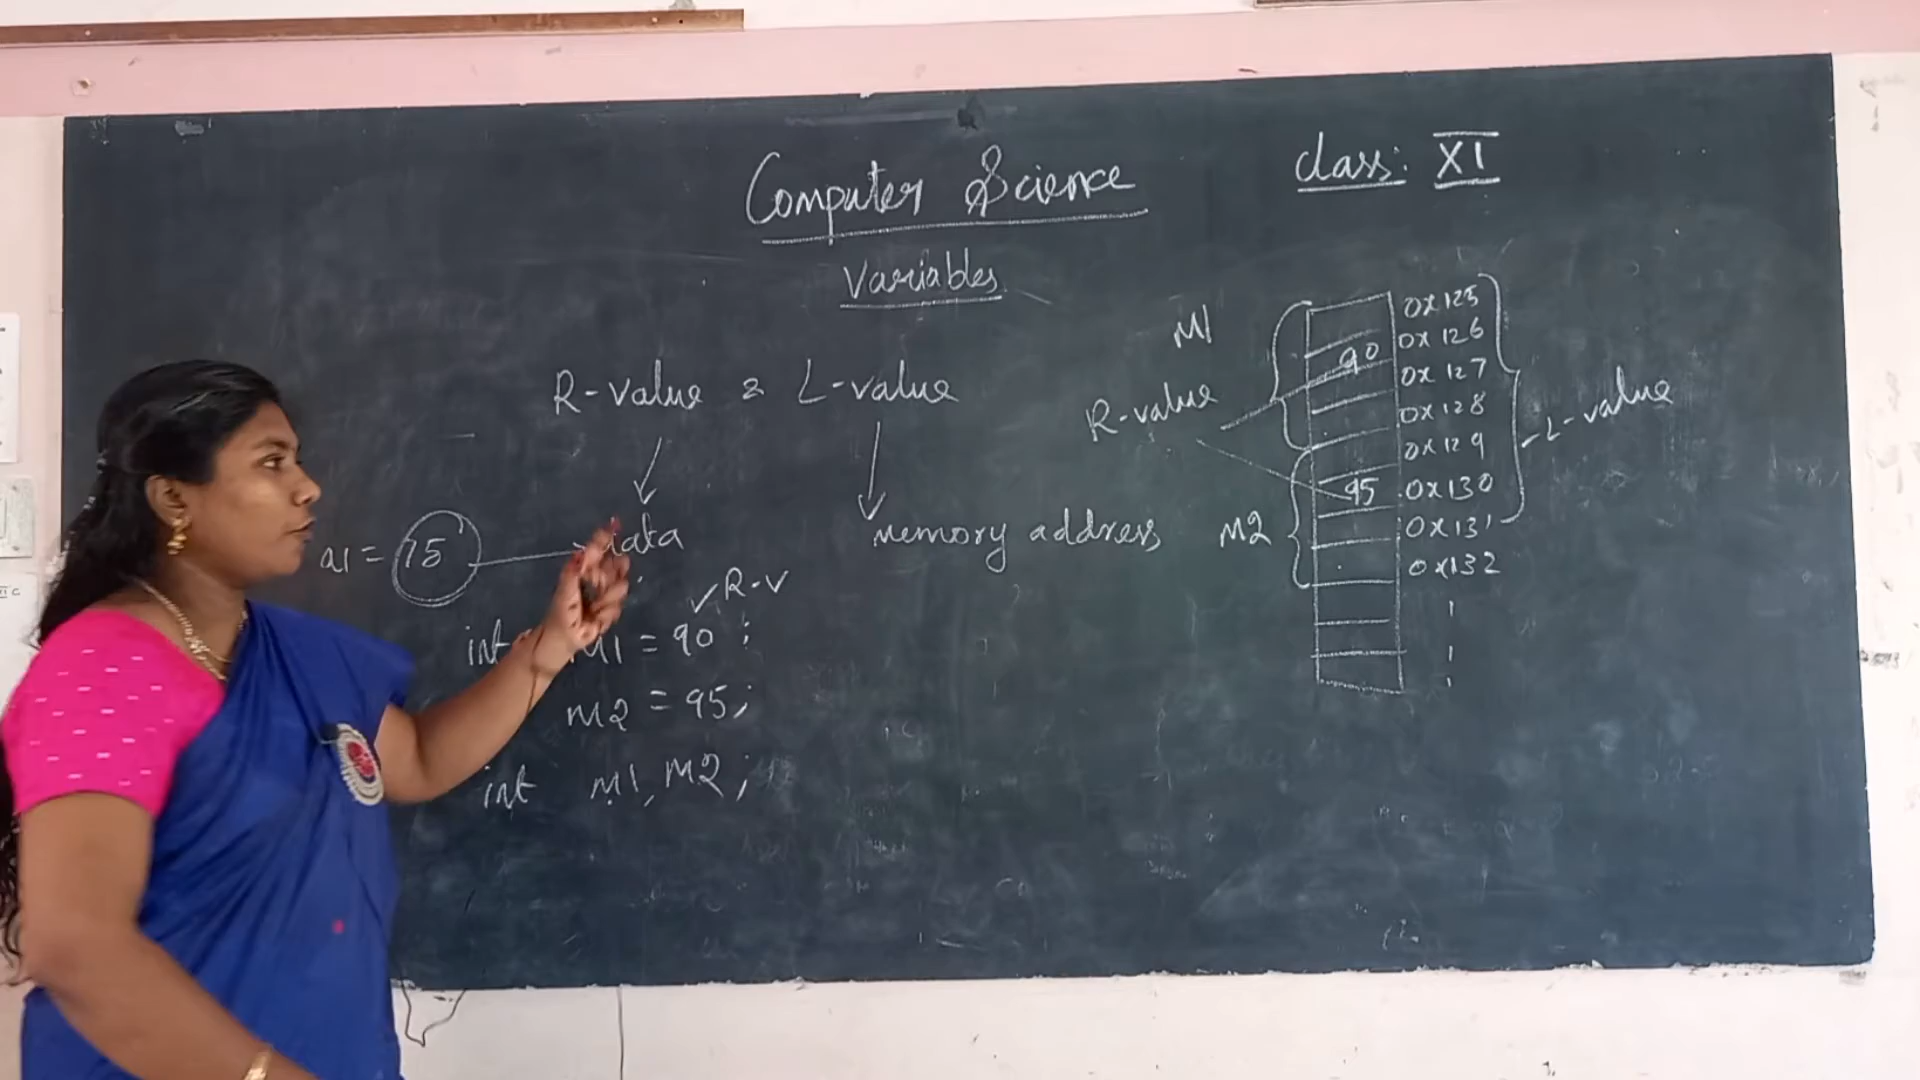 Computer Science
class: XI
Variables
R-value & L-value
data
memory address
a1 = 15
R-v
int M1 = 90 ;
M2 = 95;
int M1, M2 ;
M1
R-value
M2
90
95
0x125
0x126
0x127
0x128
0x129
0x130
0x131
0x132
L-value